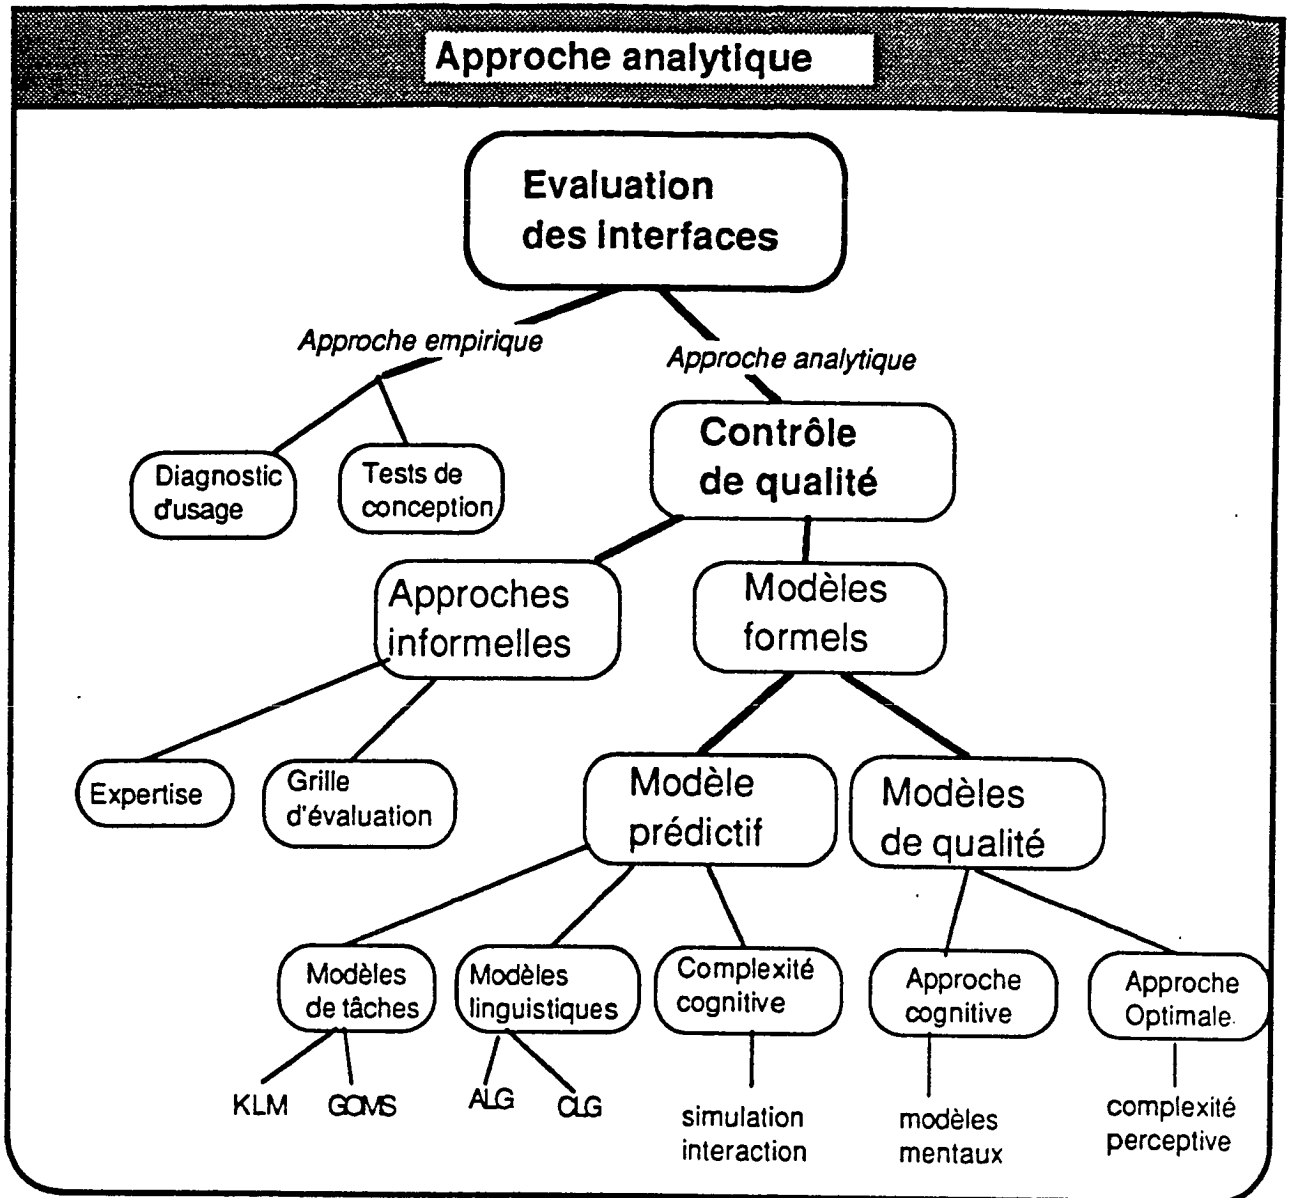 Approche analytique
Evaluation
des interfaces
Approche empirique
Approche analytique
Contrôle
de qualité
Diagnostic
d'usage
Tests de
conception
Approches
informelles
Modèles
formels
Expertise
Grille
d'évaluation
Modèle
prédictif
Modèles
de qualité
Modèles
de tâches
Modèles
linguistiques
Complexité
cognitive
Approche
cognitive
Approche
Optimale
KLM
GOMS
ALG
CLG
simulation
interaction
modèles
mentaux
complexité
perceptive